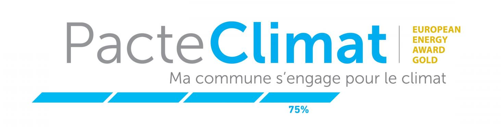 PacteClimat
EUROPEAN
ENERGY
AWARD
GOLD
Ma commune s'engage pour le climat
75%